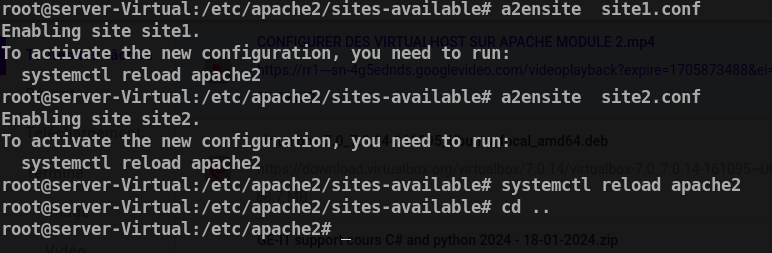 root@server-Virtual:/etc/apache2/sites-available# a2ensite  site1.conf
Enabling site site1.
To activate the new configuration, you need to run:
  systemctl reload apache2
root@server-Virtual:/etc/apache2/sites-available# a2ensite  site2.conf
Enabling site site2.
To activate the new configuration, you need to run:
  systemctl reload apache2
root@server-Virtual:/etc/apache2/sites-available# systemctl reload apache2
root@server-Virtual:/etc/apache2/sites-available# cd ..
root@server-Virtual:/etc/apache2# _
CONFIGURER DES VIRTUALHOST SUR APACHE MODULE 2.mp4
https://rr1---sn-4g5ednds.googlevideo.com/videoplayback?expire=1705873488&ei=
amd64.deb
https://download.virtualbox.org/virtualbox/7.0.14/virtualbox-7.0_7.0.14-161095~U
GE-IT support cours C# and python 2024 - 18-01-2024.zip
Vidéo